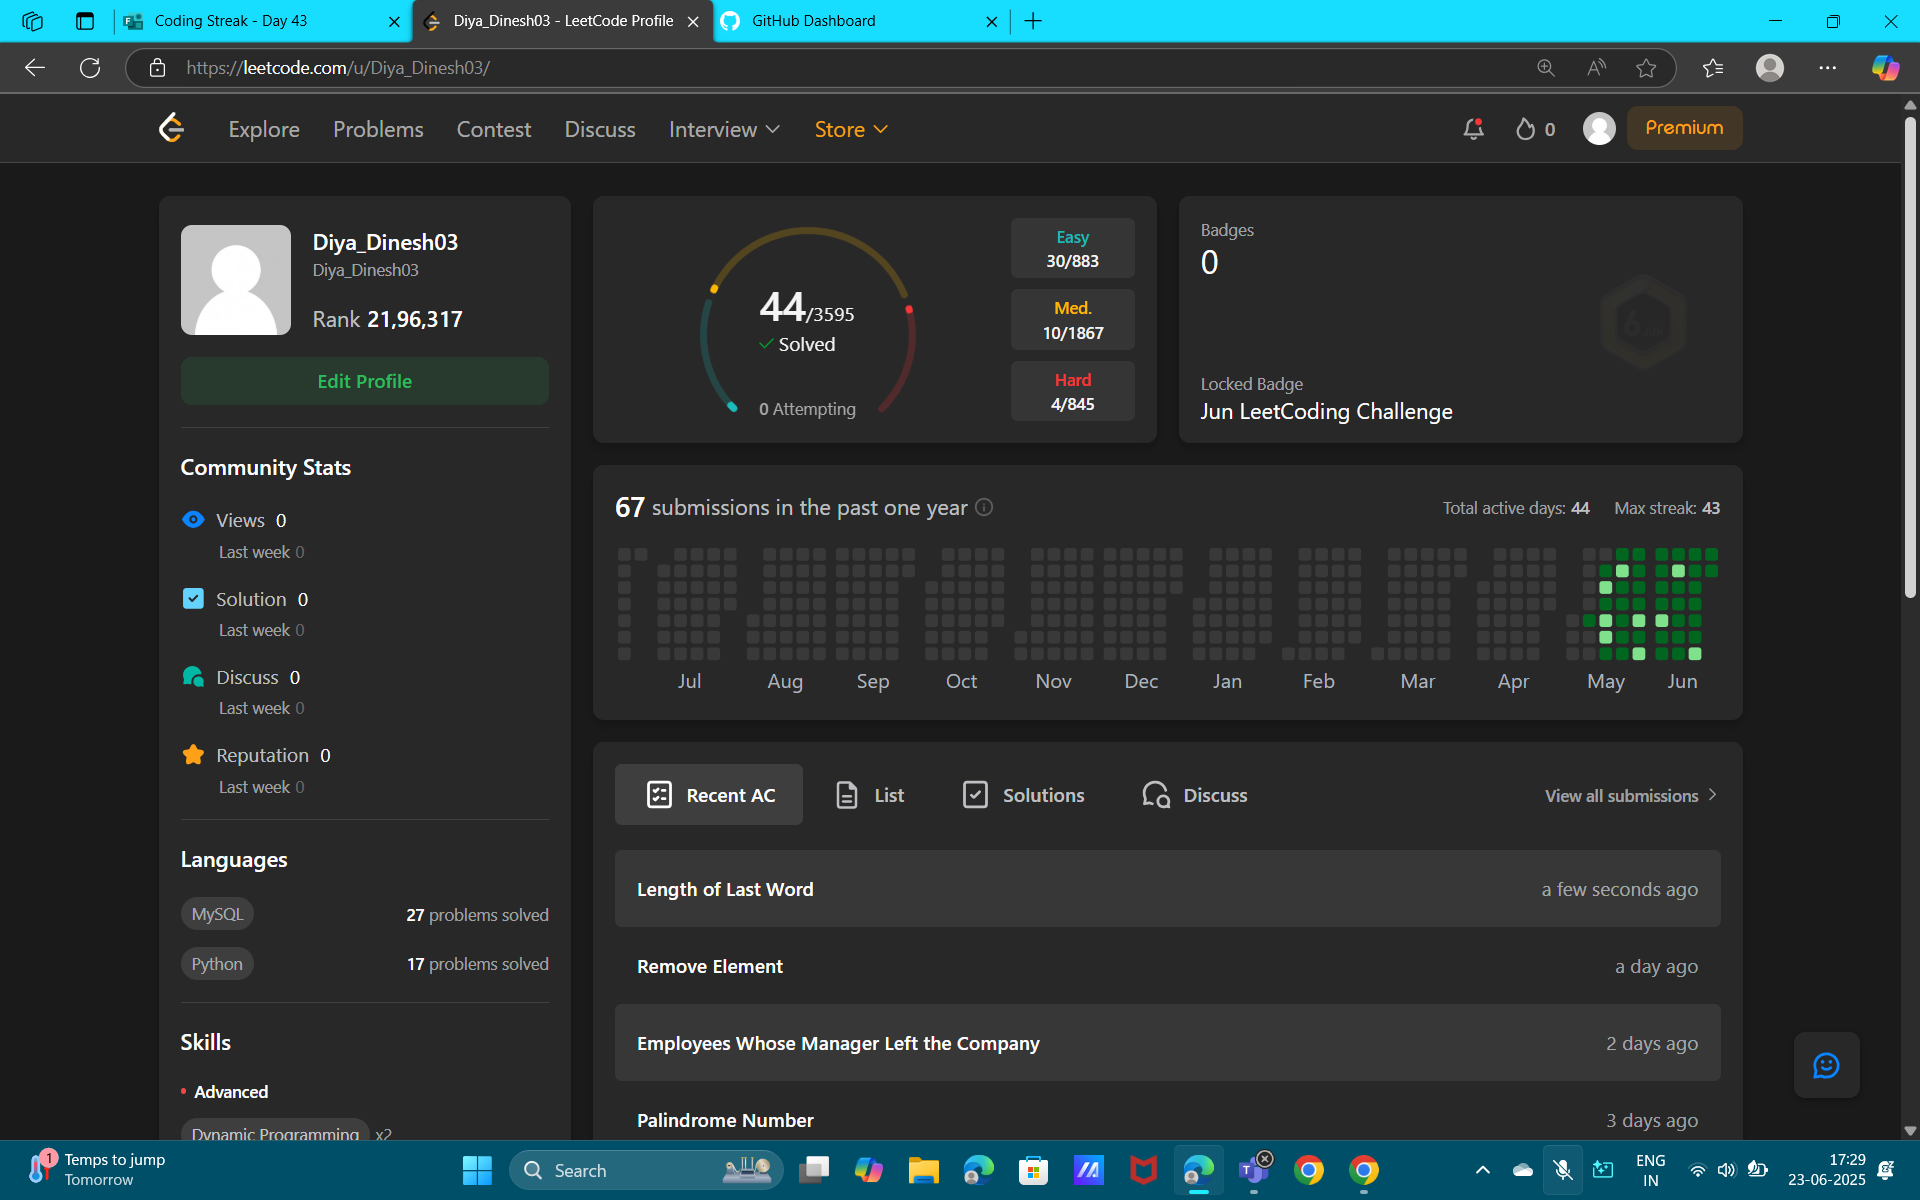 Coding Streak - Day 43
Diya_Dinesh03 - LeetCode Profile
GitHub Dashboard
https://leetcode.com/u/Diya_Dinesh03/
Explore
Problems
Contest
Discuss
Interview
Store
0
Premium
Diya_Dinesh03
Diya_Dinesh03
Rank 21,96,317
Edit Profile
Community Stats
Views 0
Last week 0
Solution 0
Last week 0
Discuss 0
Last week 0
Reputation 0
Last week 0
Languages
MySQL
27 problems solved
Python
17 problems solved
Skills
Advanced
Dynamic Programming x2
44/3595
Solved
0 Attempting
Easy
30/883
Med.
10/1867
Hard
4/845
Badges
0
Locked Badge
Jun LeetCoding Challenge
67 submissions in the past one year
Total active days: 44
Max streak: 43
Jul
Aug
Sep
Oct
Nov
Dec
Jan
Feb
Mar
Apr
May
Jun
Recent AC
List
Solutions
Discuss
View all submissions
Length of Last Word
a few seconds ago
Remove Element
a day ago
Employees Whose Manager Left the Company
2 days ago
Palindrome Number
3 days ago
1
Temps to jump
Tomorrow
Search
ENG
IN
17:29
23-06-2025